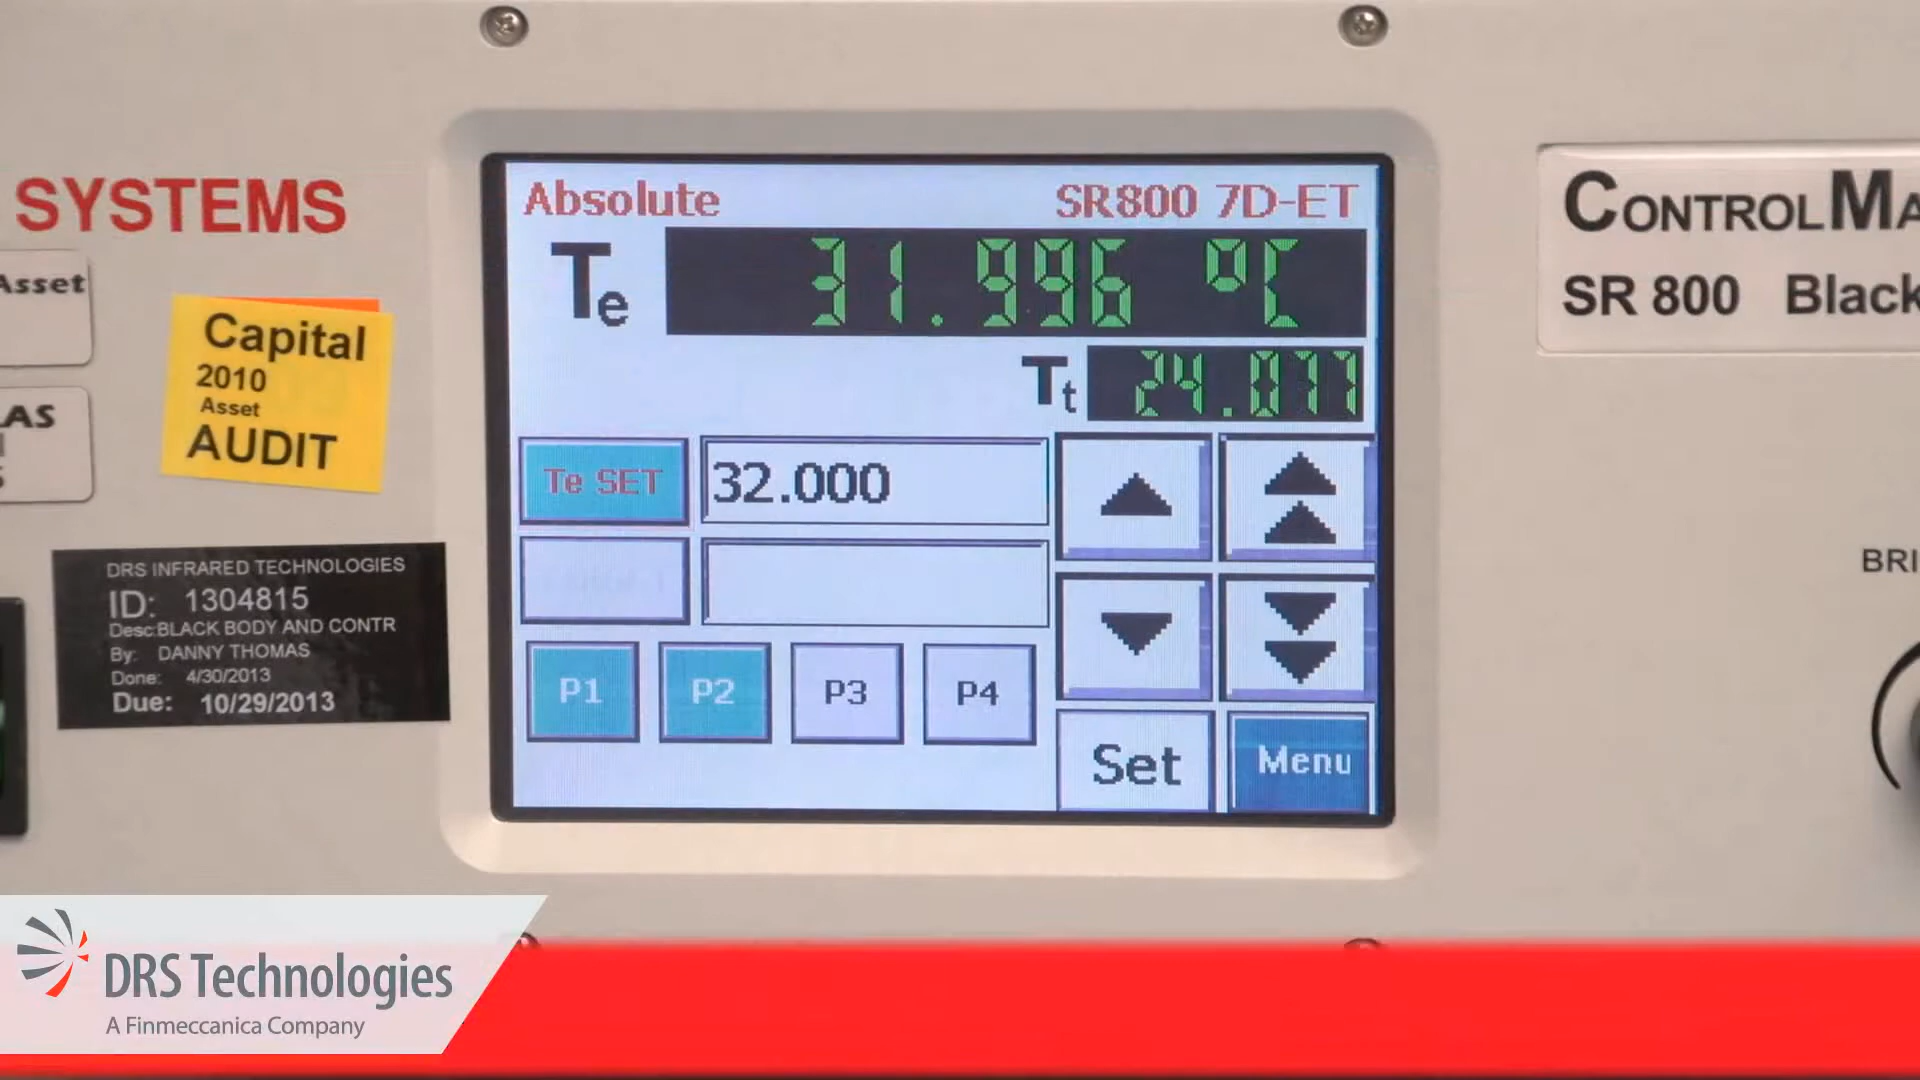 SYSTEMS
Asset
LAS
Capital
2010
Asset
AUDIT
DRS INFRARED TECHNOLOGIES
ID: 1304815
Desc:BLACK BODY AND CONTR
By: DANNY THOMAS
Done: 4/30/2013
Due: 10/29/2013
Absolute SR800 7D-ET
Te 31.996 °C
Tt 24.077
Te SET 32.000
P1 P2 P3 P4
Set Menu
CONTROLMA
SR 800 Black
BRI
DRS Technologies
A Finmeccanica Company